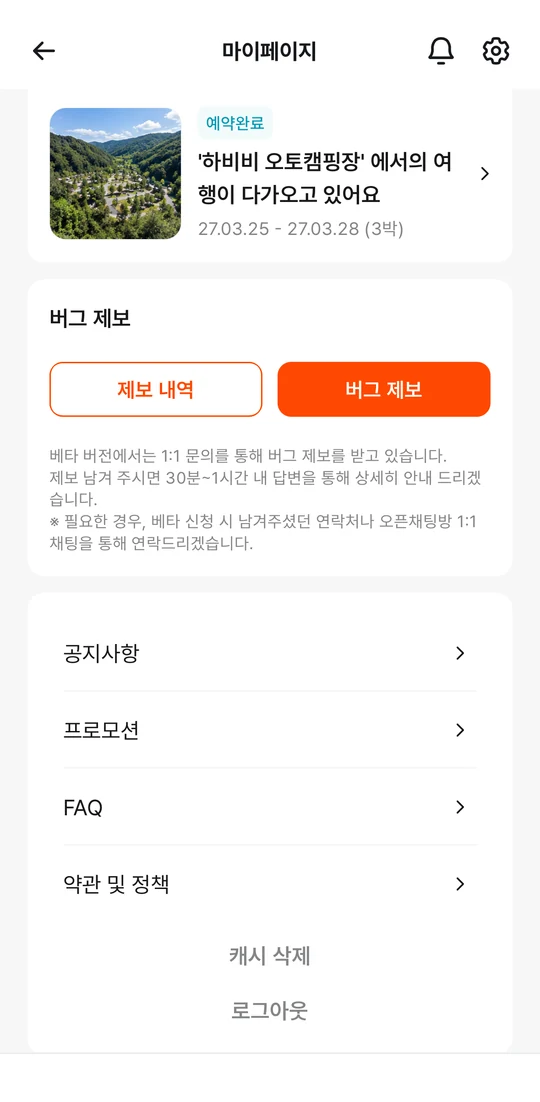 마이페이지
예약완료
'하비비 오토캠핑장' 에서의 여
행이 다가오고 있어요
27.03.25 - 27.03.28 (3박)
버그 제보
제보 내역
버그 제보
베타 버전에서는 1:1 문의를 통해 버그 제보를 받고 있습니다.
제보 남겨 주시면 30분~1시간 내 답변을 통해 상세히 안내 드리겠
습니다.
※ 필요한 경우, 베타 신청 시 남겨주셨던 연락처나 오픈채팅방 1:1
채팅을 통해 연락드리겠습니다.
공지사항
프로모션
FAQ
약관 및 정책
캐시 삭제
로그아웃